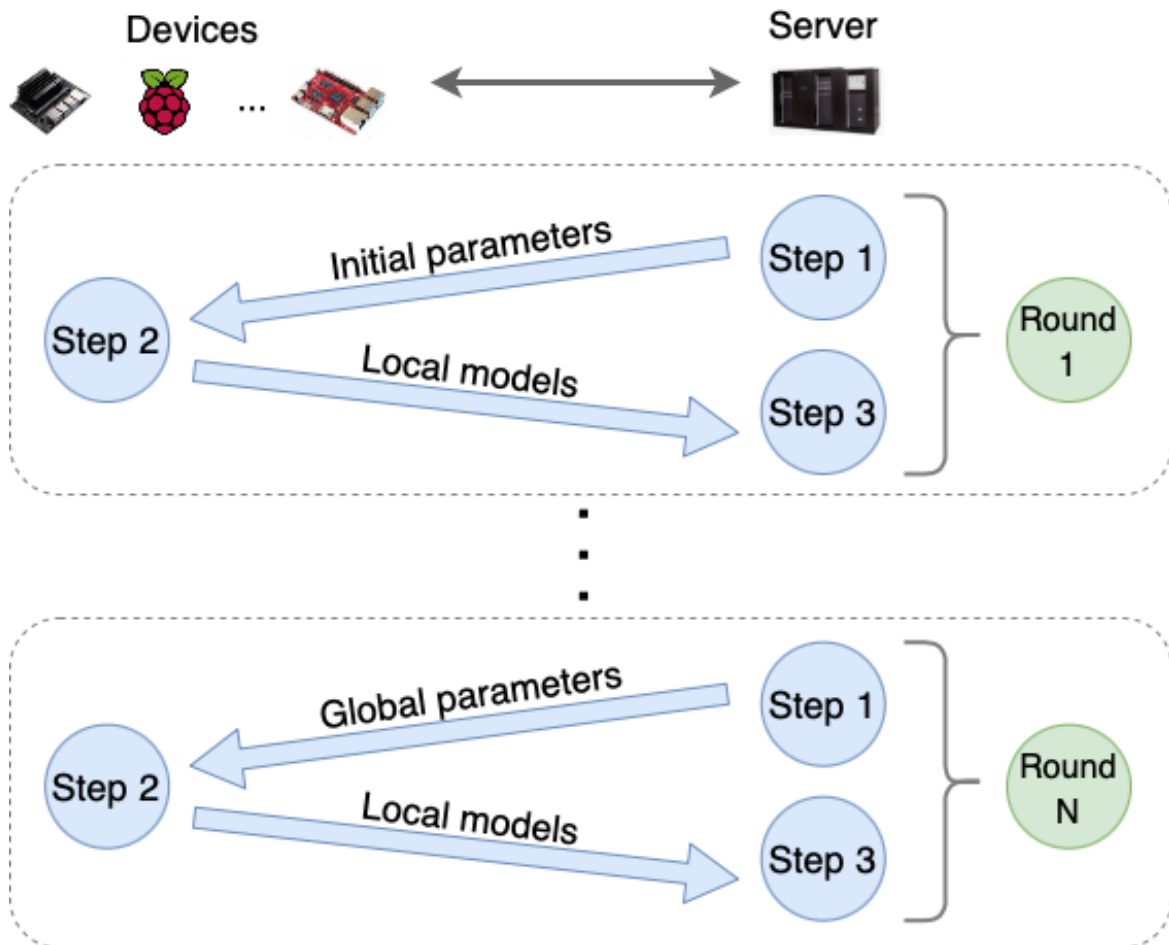 Devices
Server
...
Initial parameters
Step 1
Step 2
Local models
Step 3
Round
1
Global parameters
Step 1
Step 2
Local models
Step 3
Round
N